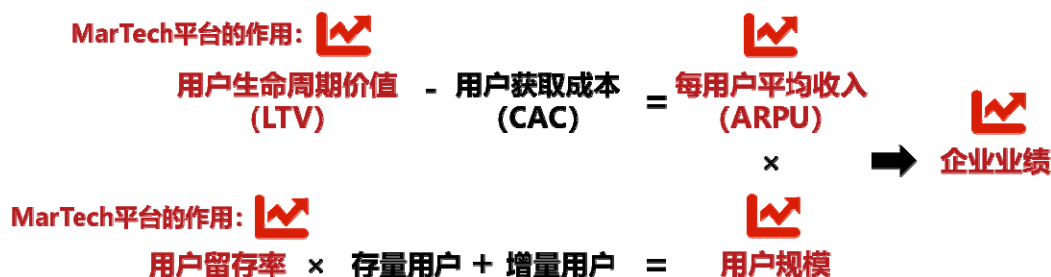 MarTech平台的作用：
用户生命周期价值 - 用户获取成本 = 每用户平均收入
（LTV） （CAC） （ARPU）
× 企业业绩
MarTech平台的作用：
用户留存率 × 存量用户 + 增量用户 = 用户规模